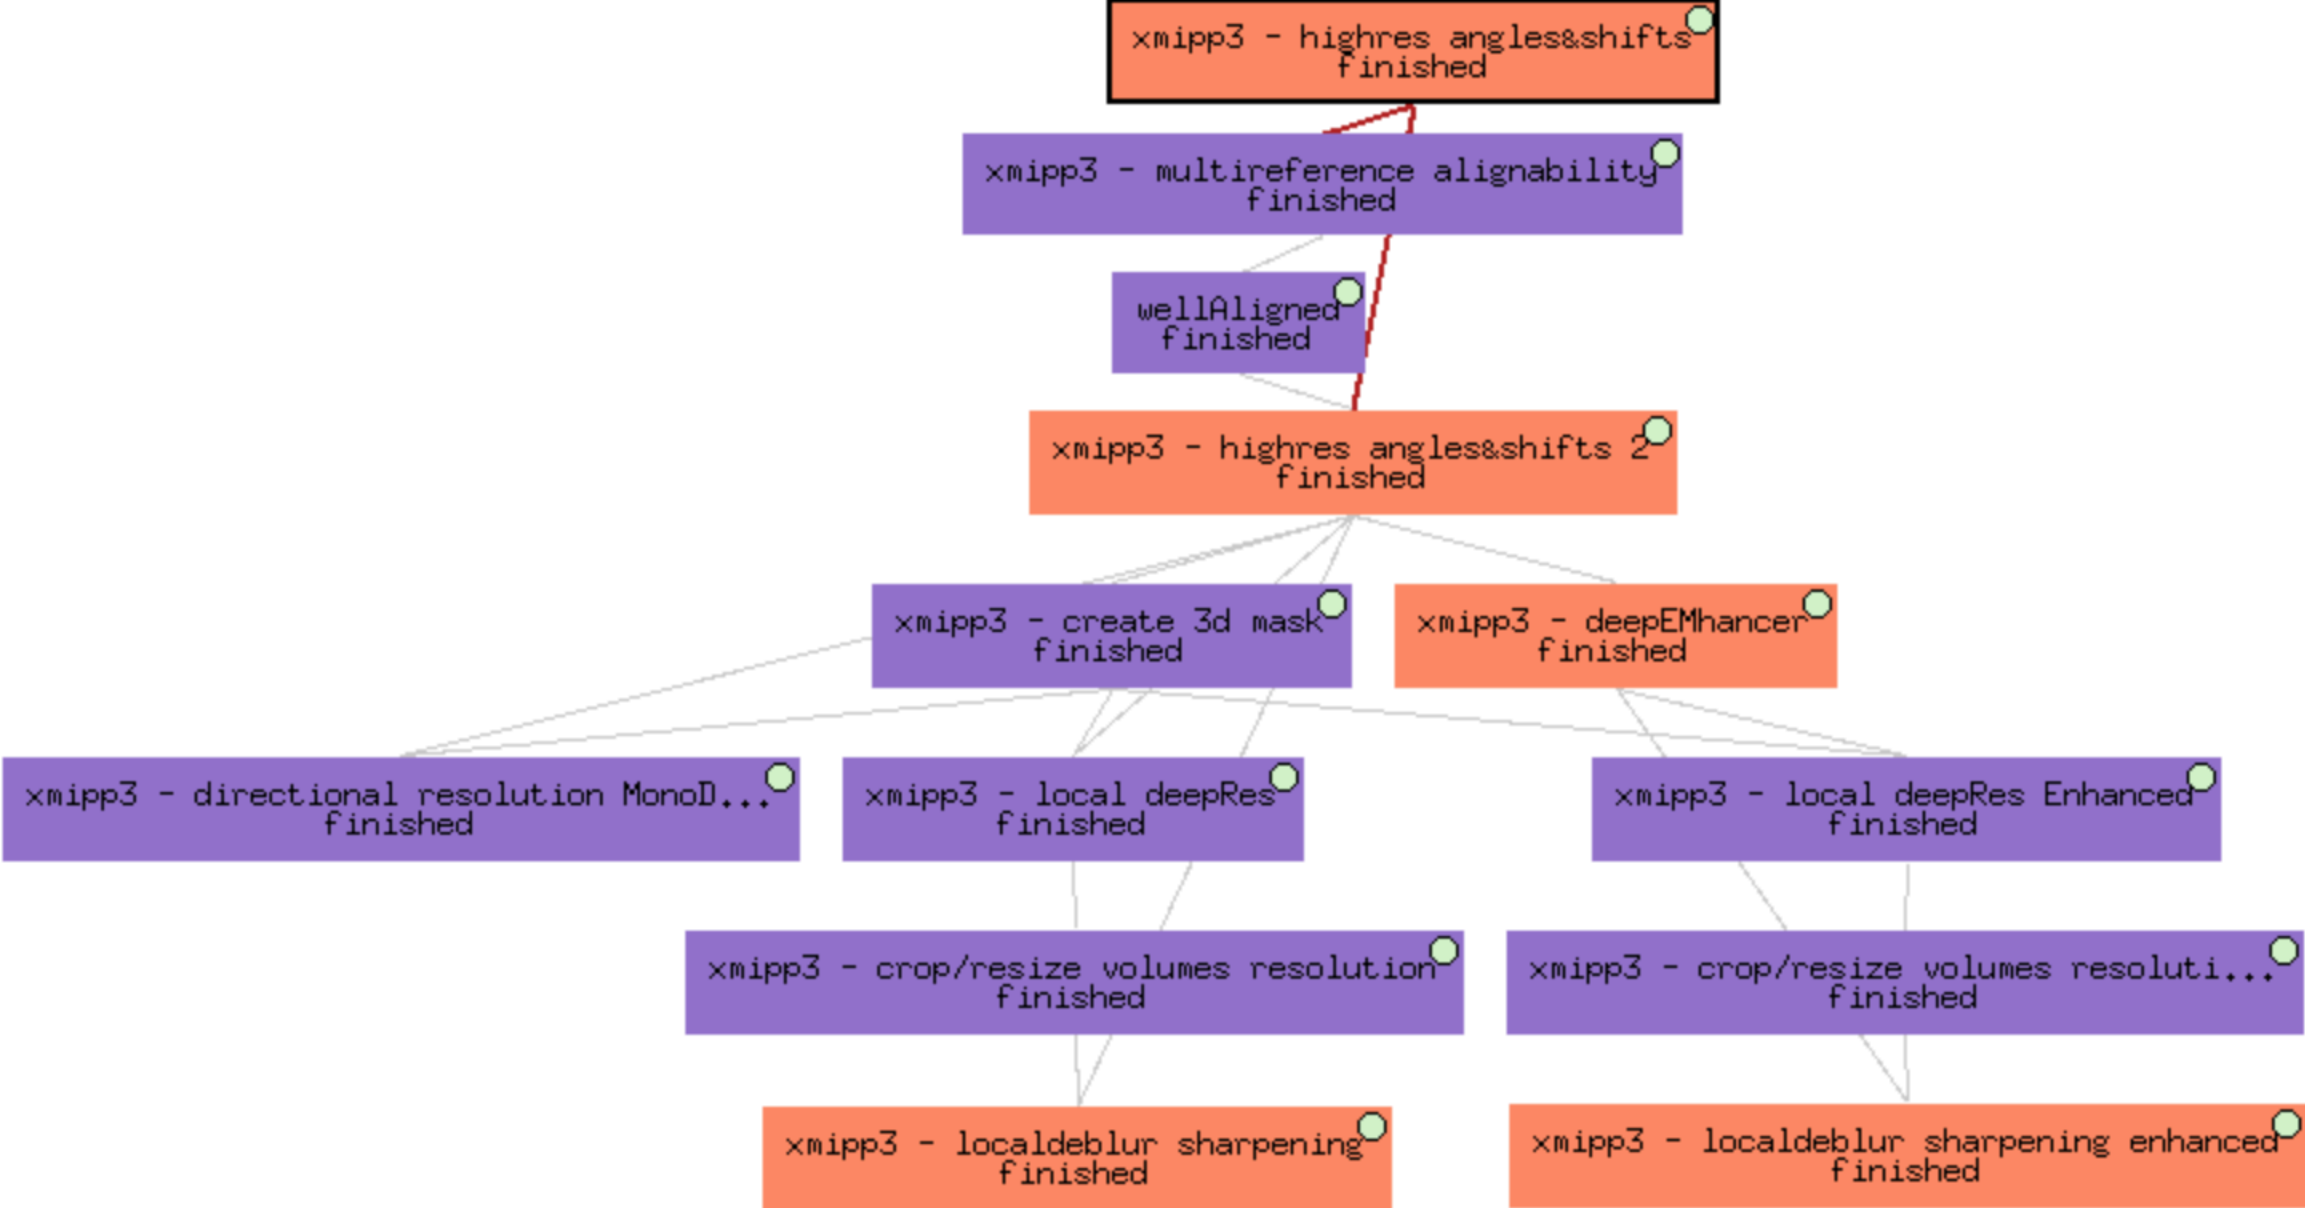 xmipp3 - highres angles&shifts
finished
xmipp3 - multireference alignability
finished
wellAligned
finished
xmipp3 - highres angles&shifts 2
finished
xmipp3 - create 3d mask
finished
xmipp3 - deepEMhancer
finished
xmipp3 - directional resolution MonoD...
finished
xmipp3 - local deepRes
finished
xmipp3 - local deepRes Enhanced
finished
xmipp3 - crop/resize volumes resolution
finished
xmipp3 - crop/resize volumes resoluti...
finished
xmipp3 - localdeblur sharpening
finished
xmipp3 - localdeblur sharpening enhanced
finished